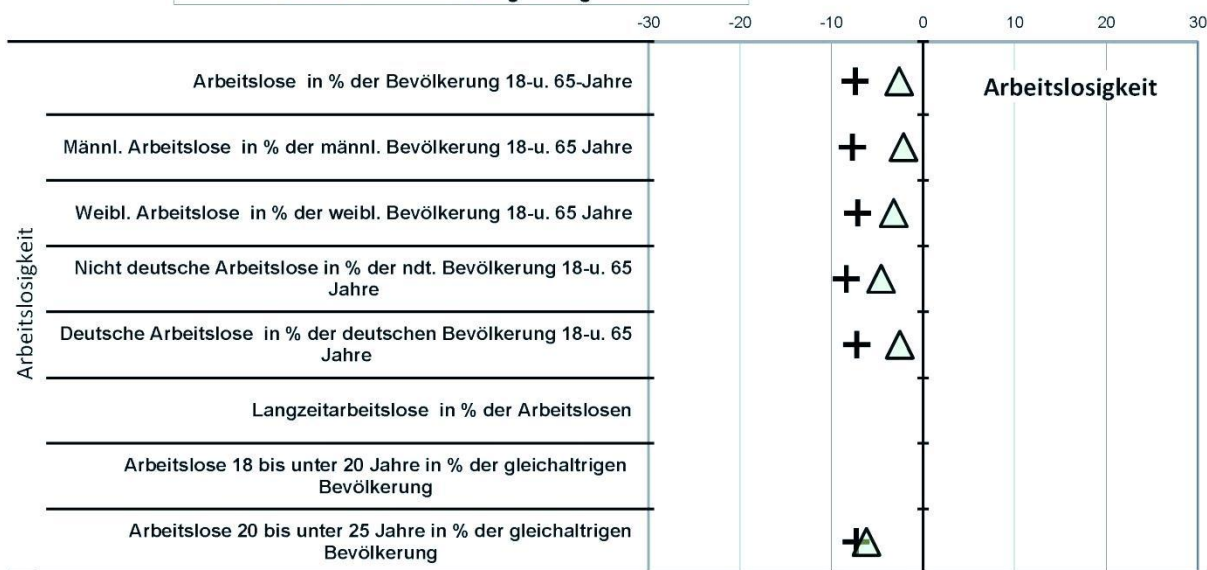 -30 -20 -10 0 10 20 30
Arbeitslose in % der Bevölkerung 18-u. 65-Jahre
Arbeitslosigkeit
Männl. Arbeitslose in % der männl. Bevölkerung 18-u. 65 Jahre
Weibl. Arbeitslose in % der weibl. Bevölkerung 18-u. 65 Jahre
Arbeitslosigkeit
Nicht deutsche Arbeitslose in % der ndt. Bevölkerung 18-u. 65
Jahre
Deutsche Arbeitslose in % der deutschen Bevölkerung 18-u. 65
Jahre
Langzeitarbeitslose in % der Arbeitslosen
Arbeitslose 18 bis unter 20 Jahre in % der gleichaltrigen
Bevölkerung
Arbeitslose 20 bis unter 25 Jahre in % der gleichaltrigen
Bevölkerung